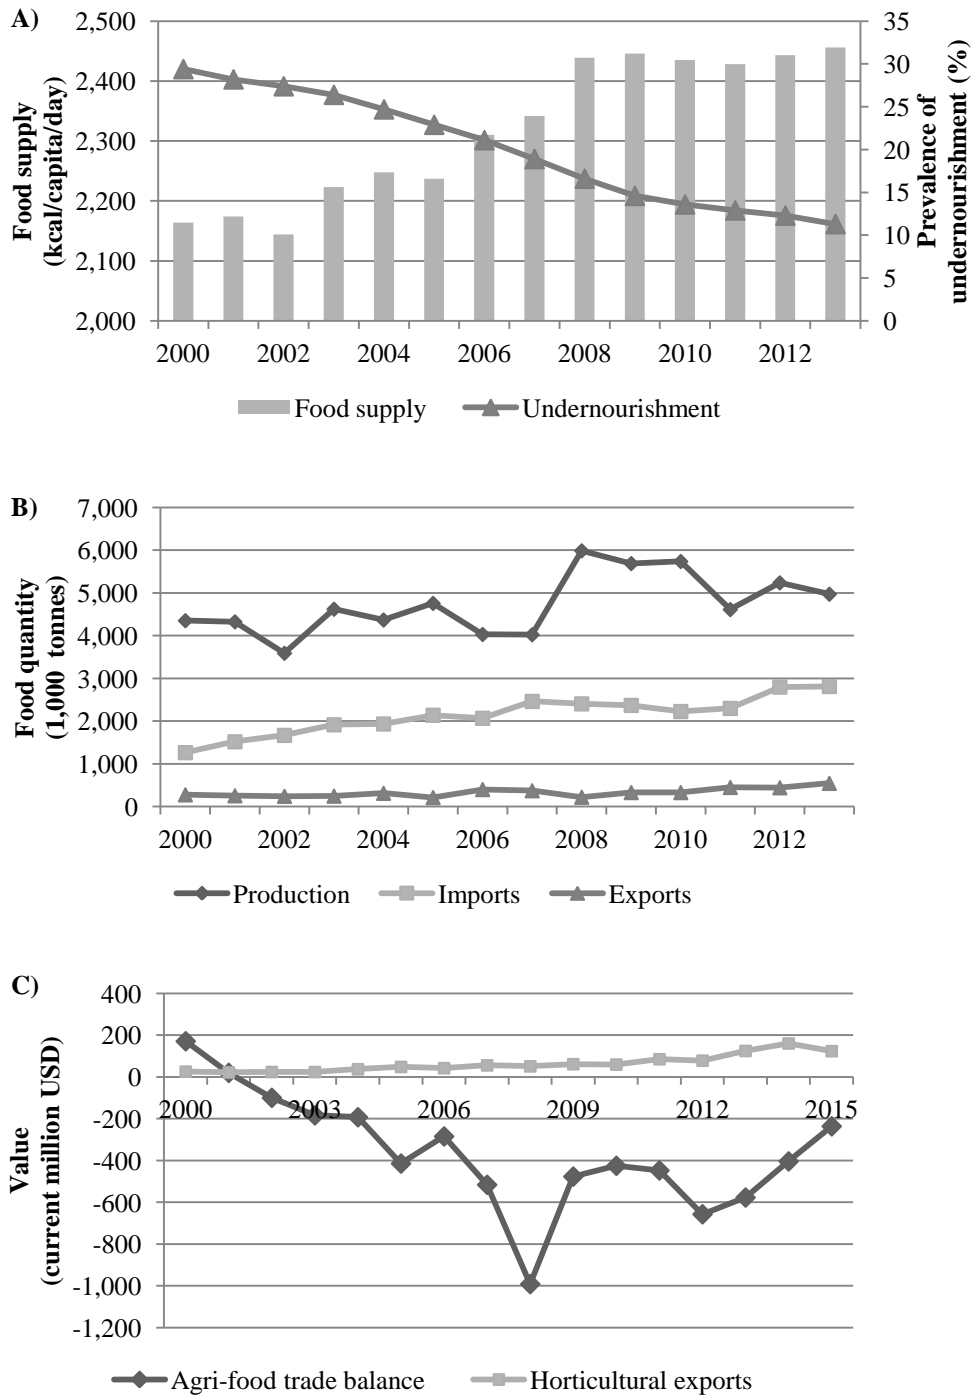 A)
Food supply
(kcal/capita/day)
2,500
2,400
2,300
2,200
2,100
2,000
35
30
25
20
15
10
5
0
Prevalence of
undernourishment (%)
2000 2002 2004 2006 2008 2010 2012
Food supply Undernourishment
B)
Food quantity
(1,000 tonnes)
7,000
6,000
5,000
4,000
3,000
2,000
1,000
0
2000 2002 2004 2006 2008 2010 2012
Production Imports Exports
C)
Value
(current million USD)
400
200
0
-200
-400
-600
-800
-1,000
-1,200
2000 2003 2006 2009 2012 2015
Agri-food trade balance Horticultural exports